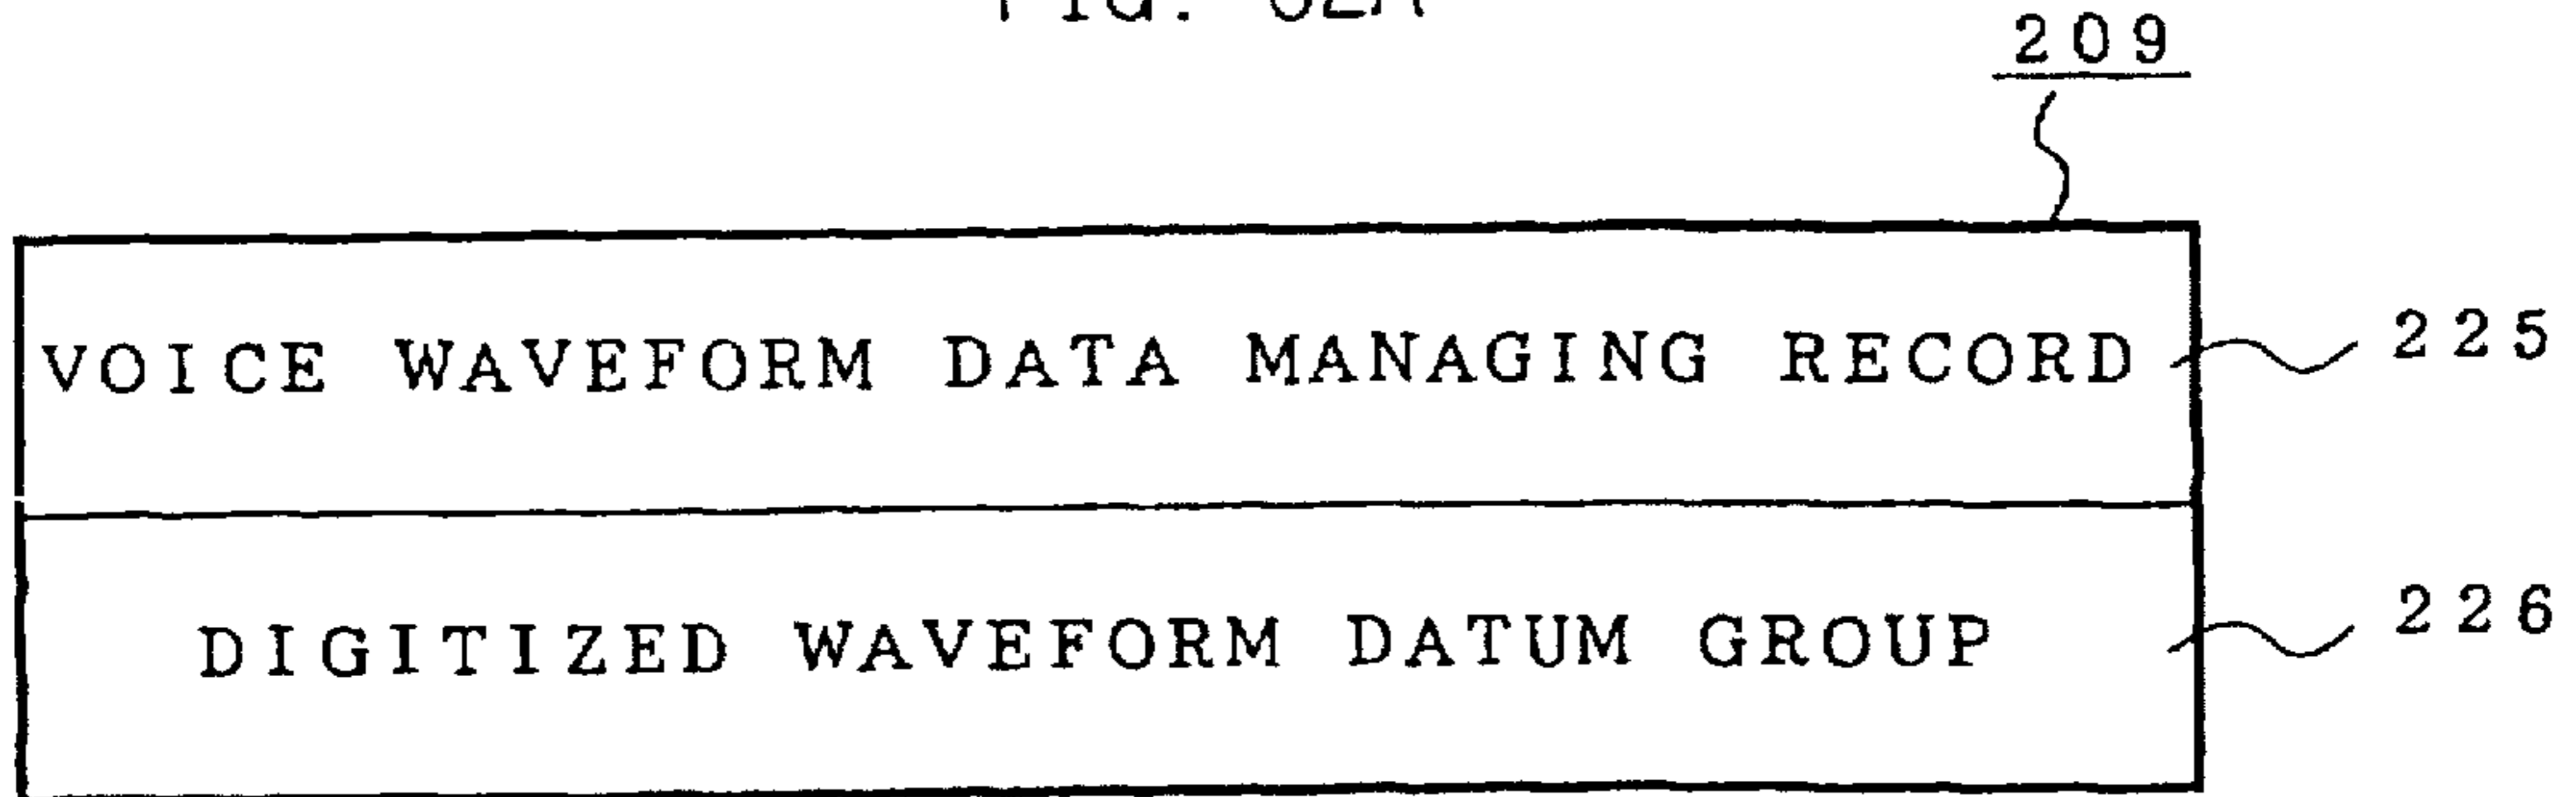 209
VOICE WAVEFORM DATA MANAGING RECORD
225
DIGITIZED WAVEFORM DATUM GROUP
226